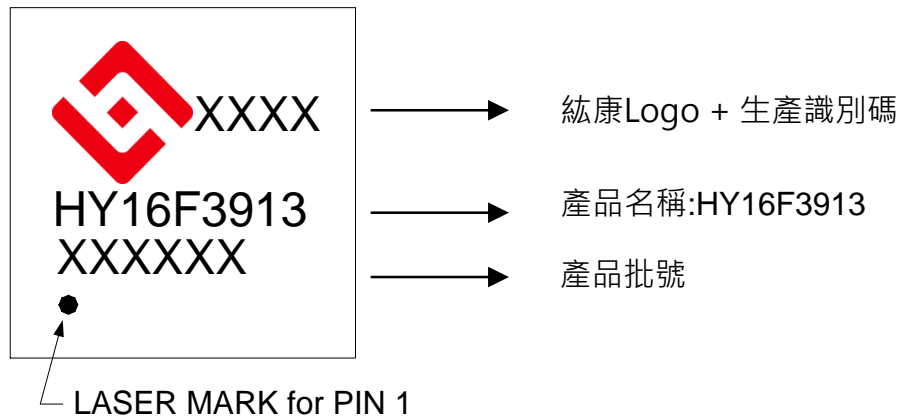 XXXX
紘康Logo + 生產識別碼
HY16F3913
產品名稱:HY16F3913
XXXXXX
產品批號
LASER MARK for PIN 1